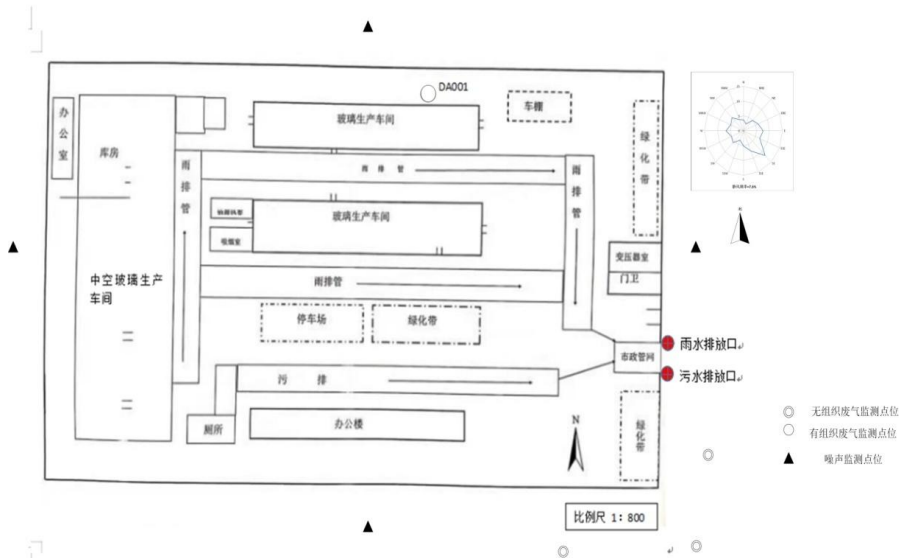 DA001
办公室
库房
玻璃生产车间
车棚
绿化带
雨排管
雨排管
雨排管
玻璃生产车间
吸烟室
变压器室
门卫
中空玻璃生产
车间
雨排管
停车场
绿化带
雨水排放口
市政管网
污水排放口
污 排
厕所
办公楼
绿化带
N
比例尺 1：800
无组织废气监测点位
有组织废气监测点位
噪声监测点位